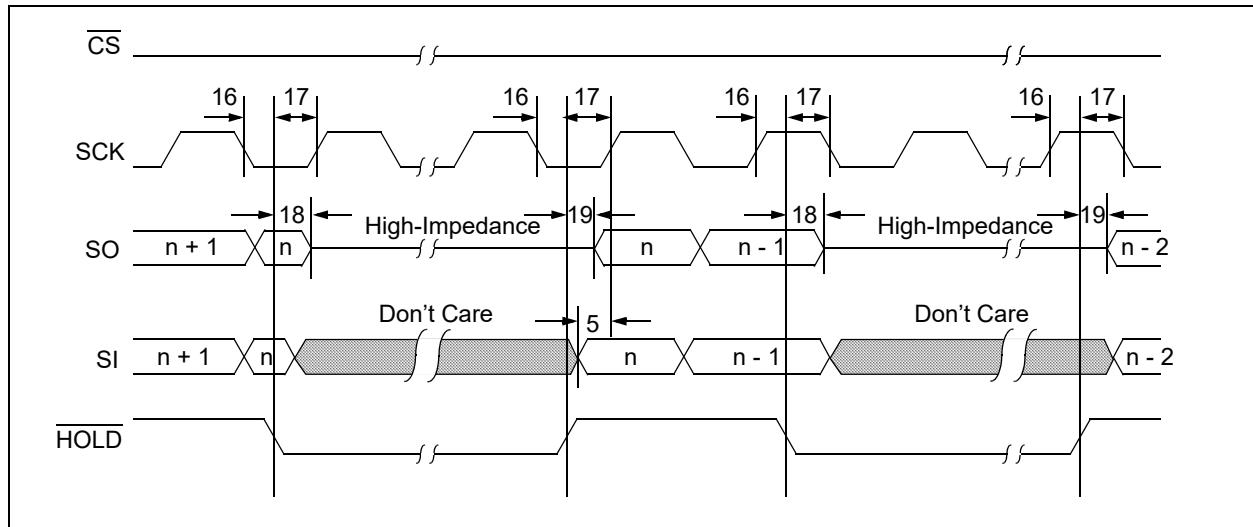 CS
16 17 16 17 16 17 16 17
SCK
18 High-Impedance 19 18 High-Impedance 19
SO n + 1 n n n - 1 n - 2
Don't Care 5 Don't Care
SI n + 1 n n n - 1 n - 2
HOLD